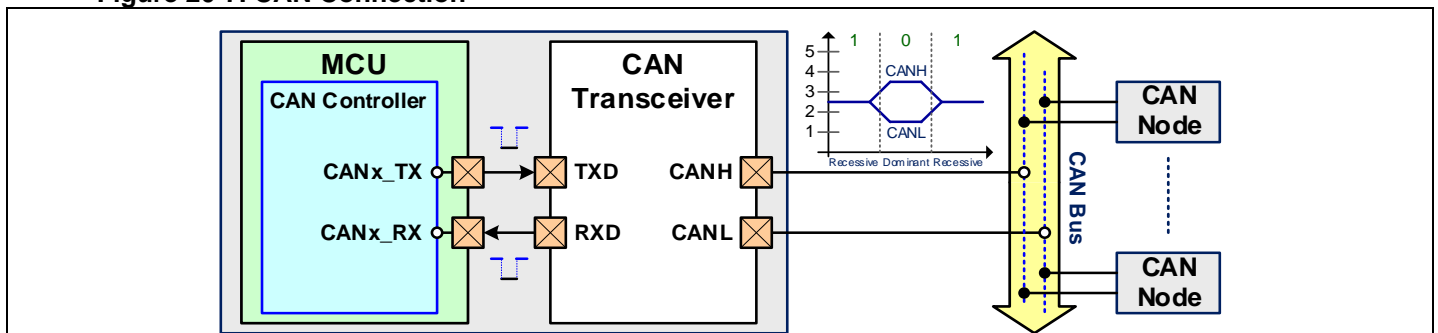 MCU
CAN Controller
CANx_TX
CANx_RX
CAN
Transceiver
TXD
RXD
CANH
CANL
5
4
3
2
1
1 0 1
CANH
CANL
Recessive Dominant Recessive
CAN Bus
CAN
Node
CAN
Node